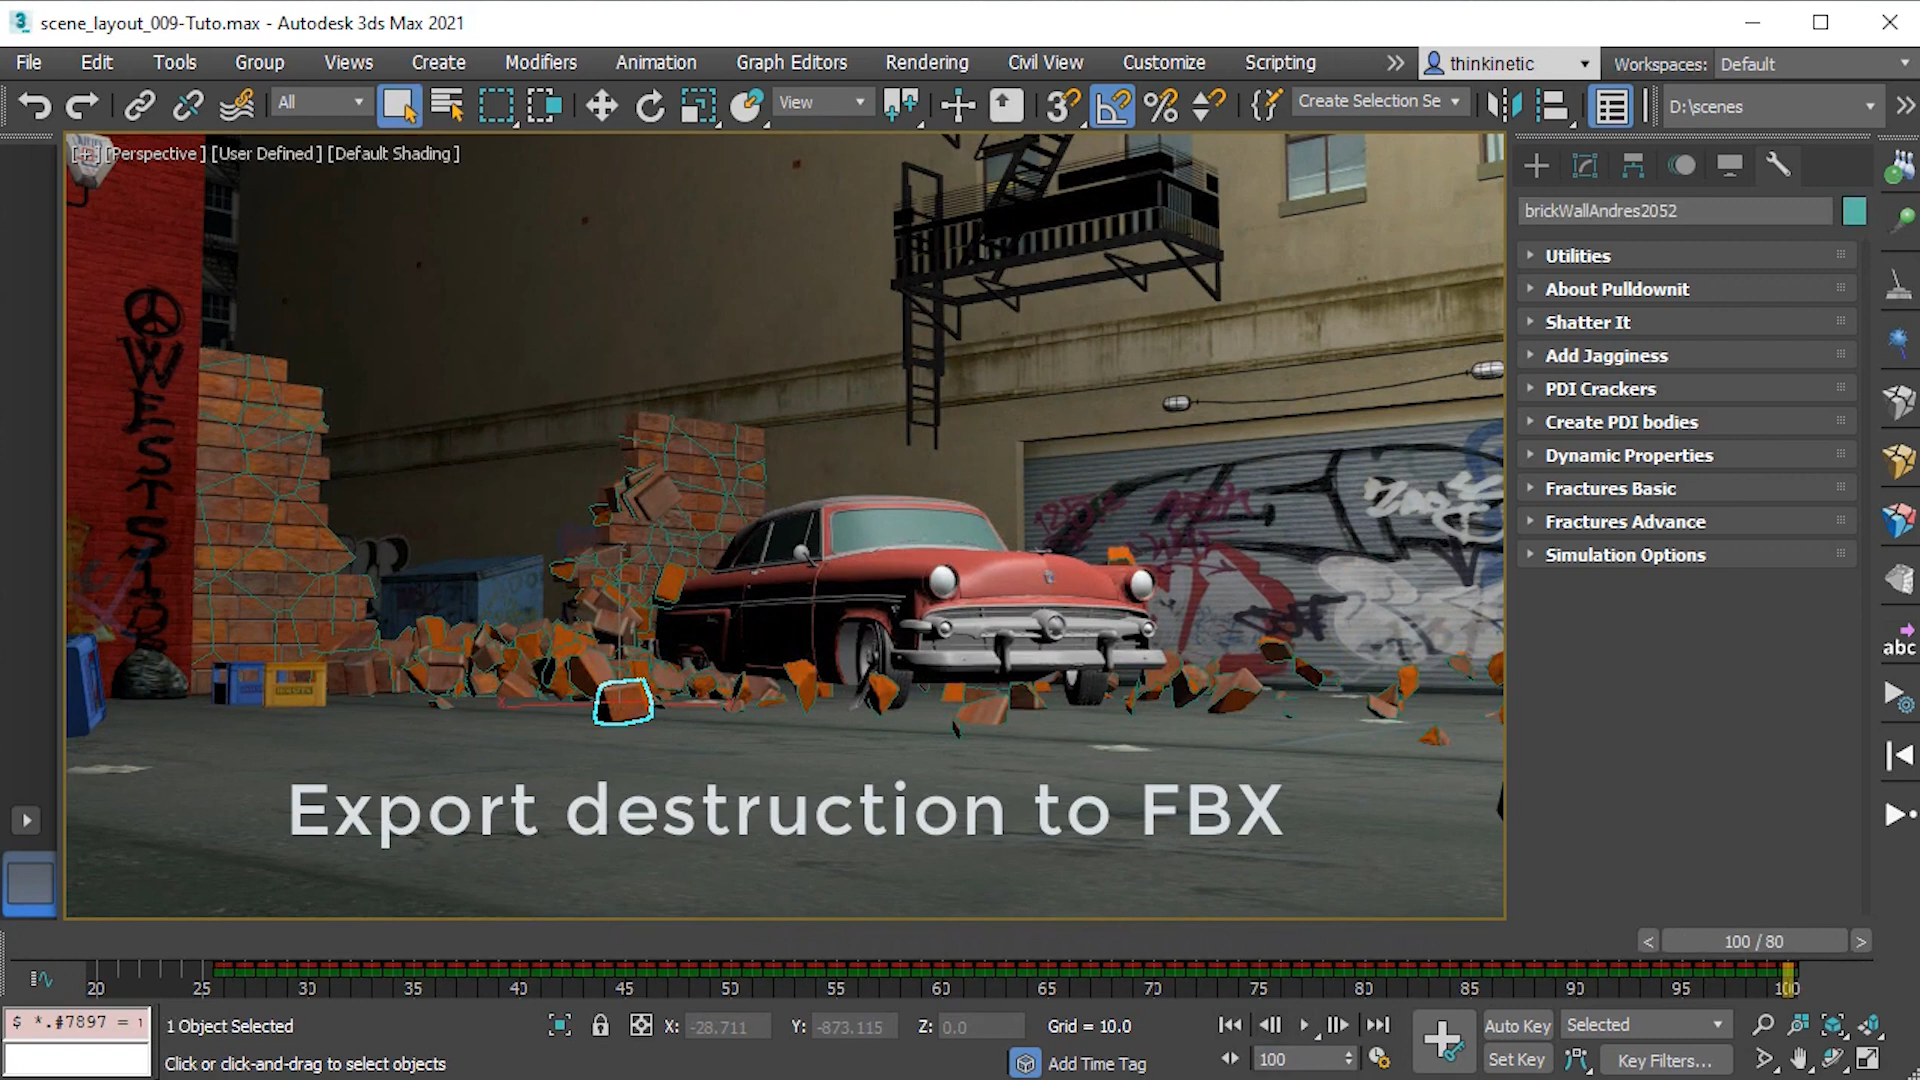 scene_layout_009-Tuto.max - Autodesk 3ds Max 2021
File Edit Tools Group Views Create Modifiers Animation Graph Editors Rendering Civil View Customize Scripting
thinkinetic
Workspaces: Default
All
View
Create Selection Se
D:\scenes
[+] [Perspective] [User Defined] [Default Shading]
brickWallAndres2052
Utilities
About Pulldownit
Shatter It
Add Jagginess
PDI Crackers
Create PDI bodies
Dynamic Properties
Fractures Basic
Fractures Advance
Simulation Options
abc
Export destruction to FBX
< 100 / 80 >
20 25 30 35 40 45 50 55 60 65 70 75 80 85 90 95 100
$ *.#7897 =
1 Object Selected
X: -28.711 Y: -873.115 Z: 0.0 Grid = 10.0
Auto Key Selected
Click or click-and-drag to select objects
Add Time Tag
100
Set Key Key Filters...